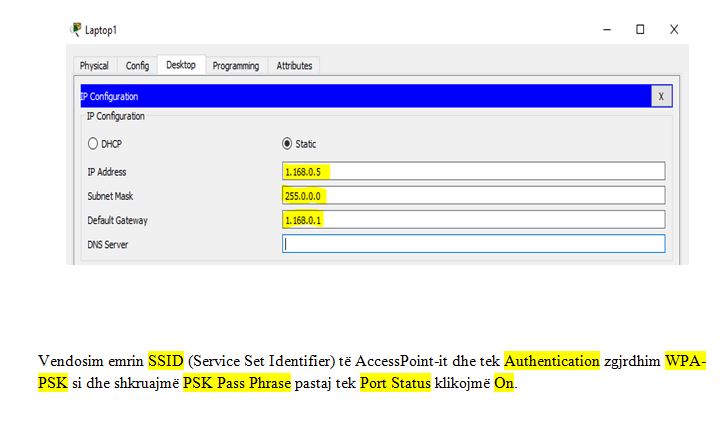 Laptop1
Physical Config Desktop Programming Attributes
IP Configuration X
IP Configuration
DHCP Static
IP Address 1.168.0.5
Subnet Mask 255.0.0.0
Default Gateway 1.168.0.1
DNS Server
Vendosim emrin SSID (Service Set Identifier) të AccessPoint-it dhe tek Authentication zgjrdhim WPA-
PSK si dhe shkruajmë PSK Pass Phrase pastaj tek Port Status klikojmë On.